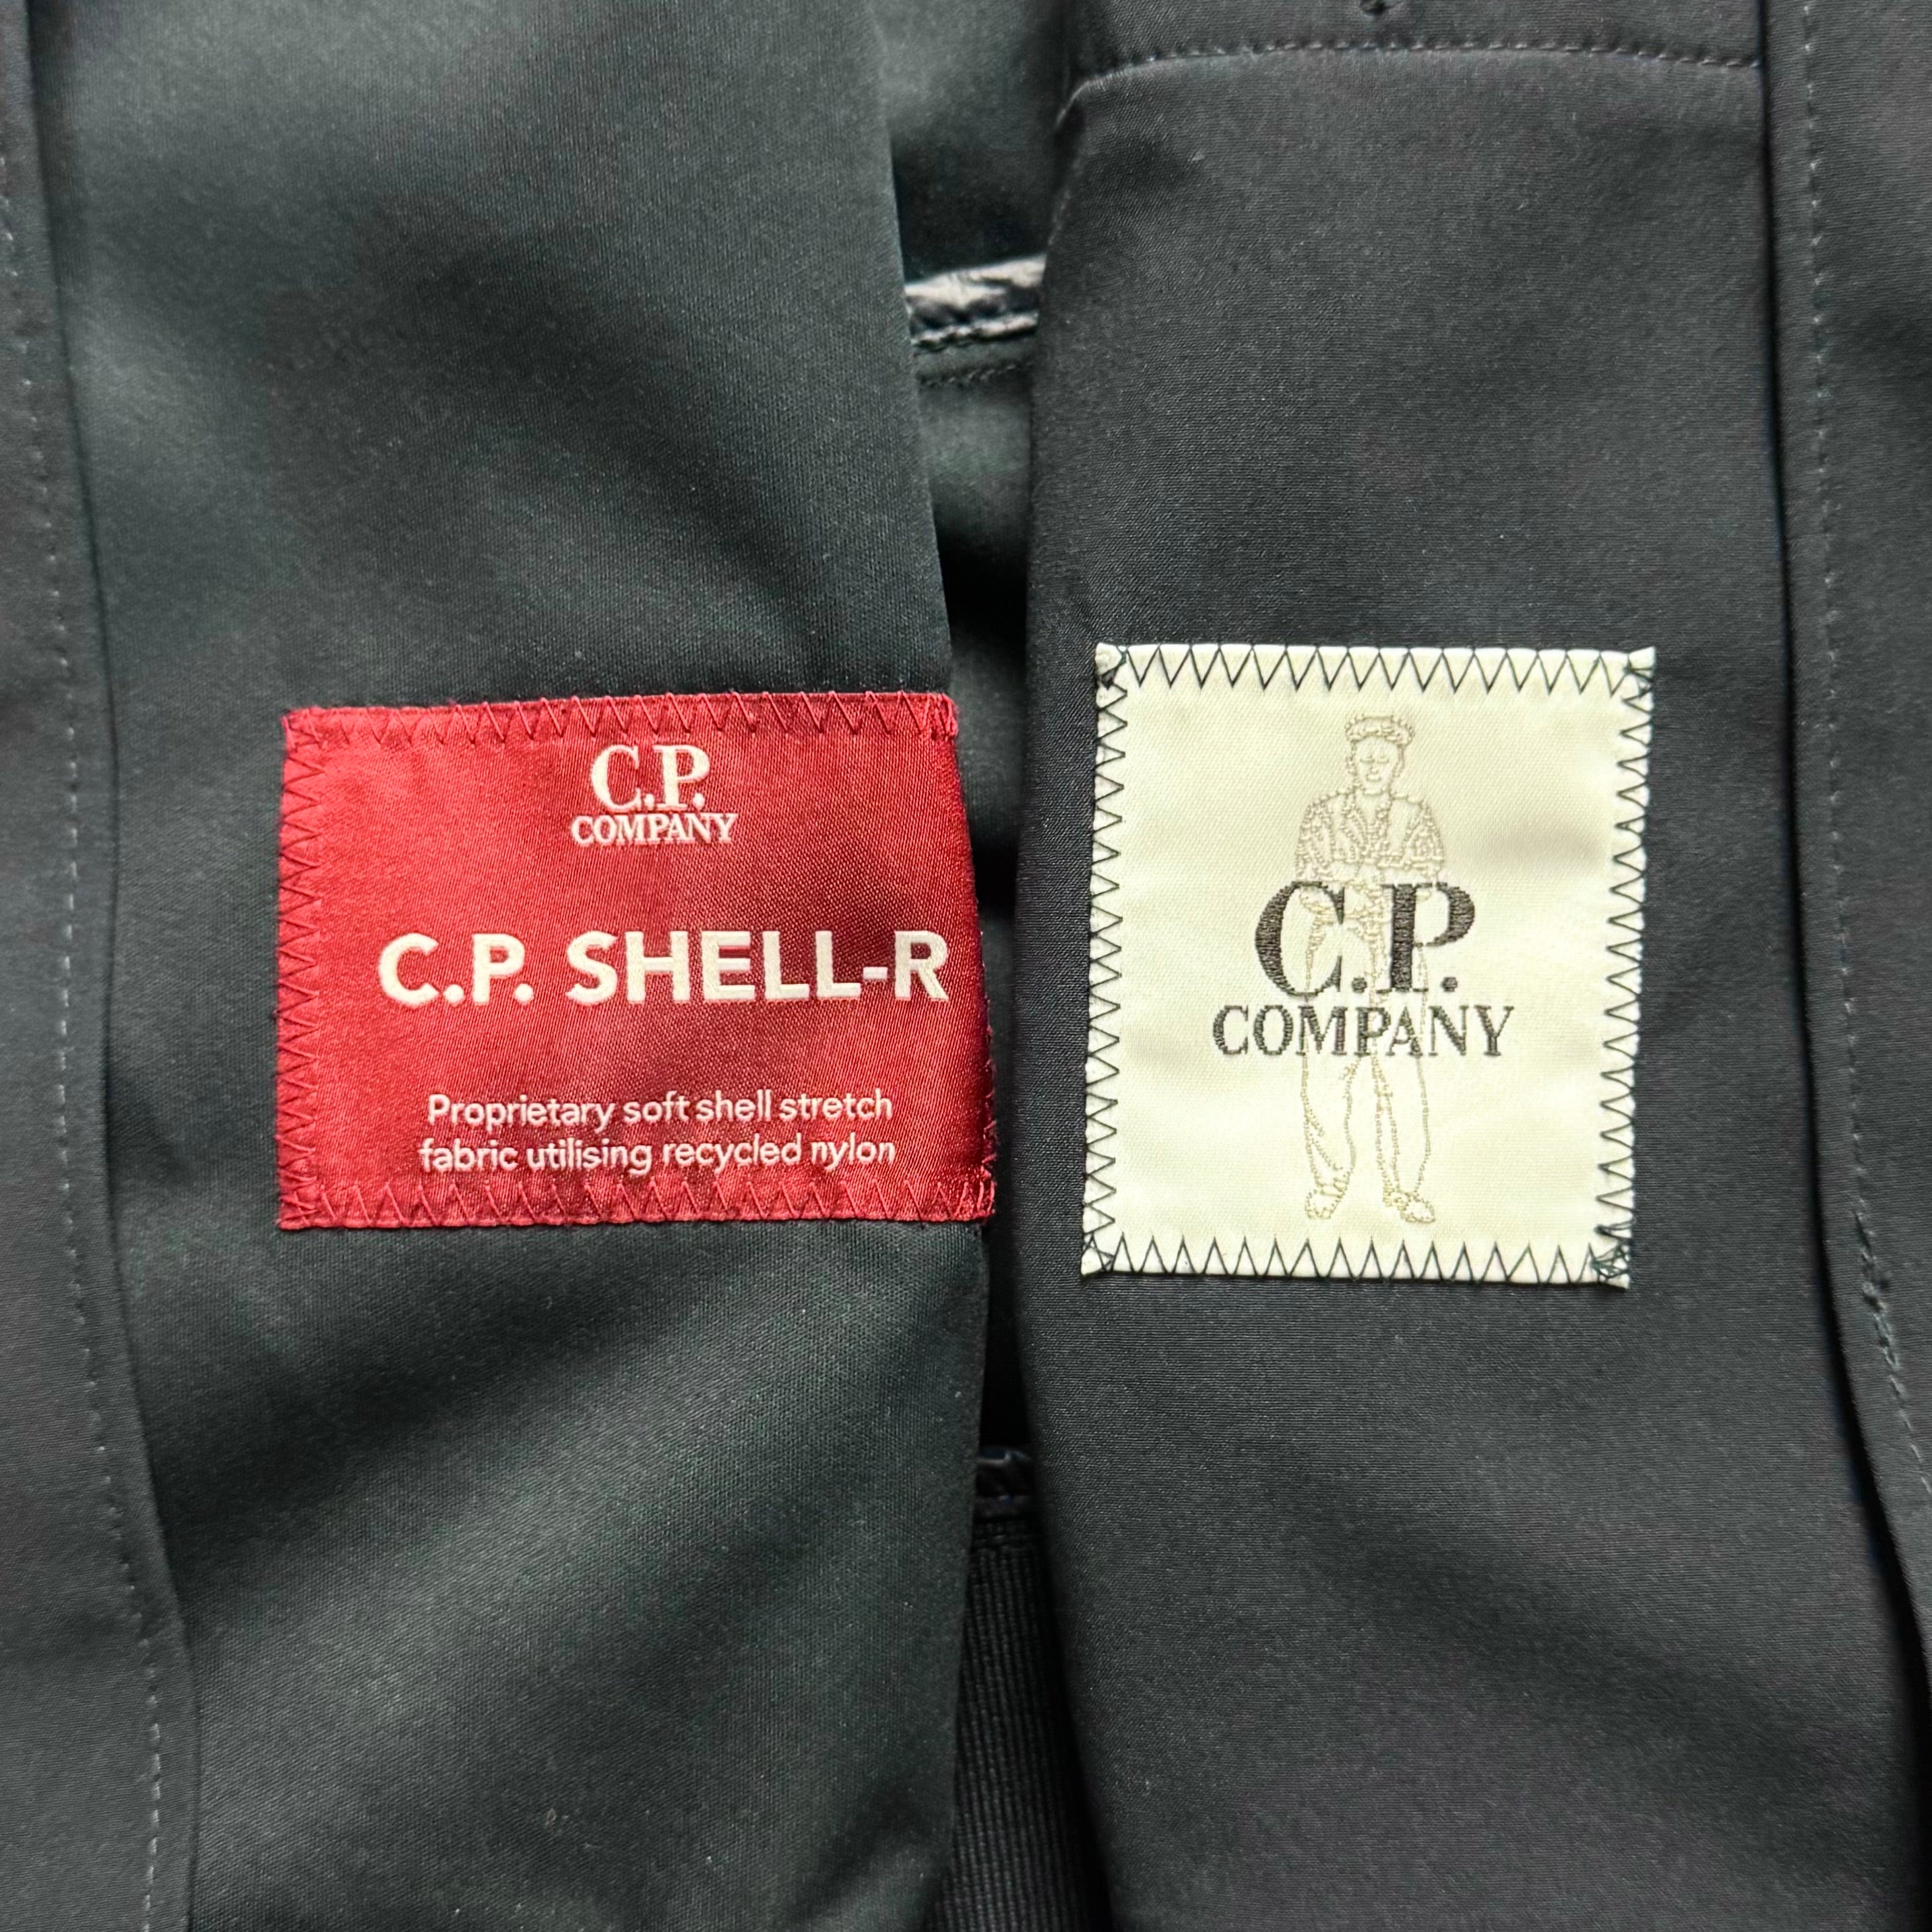 C.P.
COMPANY
C.P. SHELL-R
Proprietary soft shell stretch
fabric utilising recycled nylon
C.P.
COMPANY